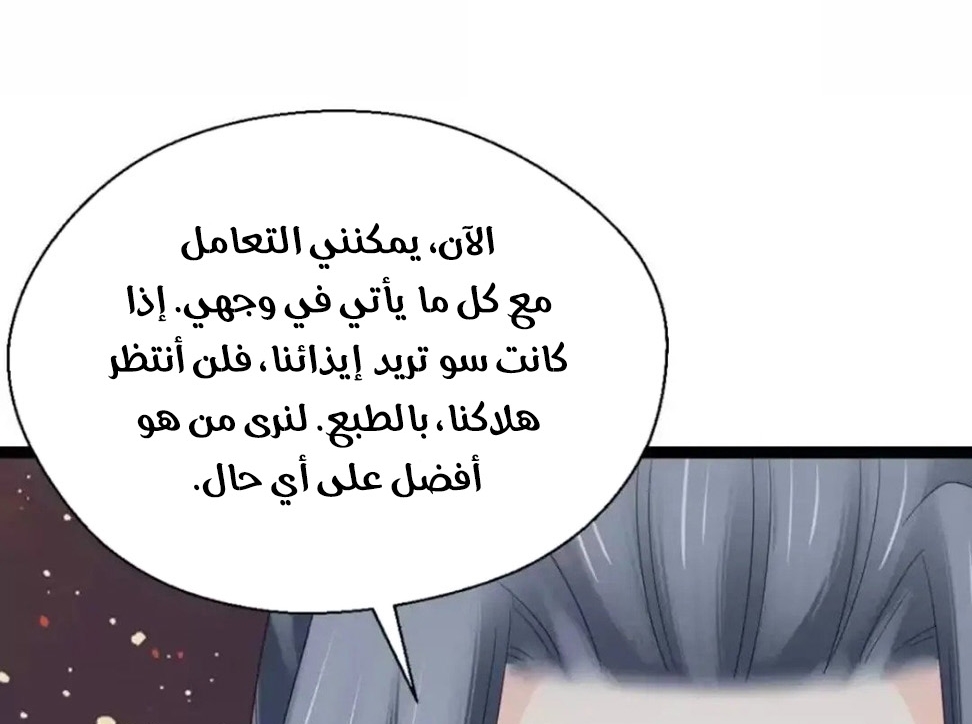 الآن، يمكنني التعامل
مع كل ما يأتي في وجهي. إذا
كانت سو تريد إيذائنا، فلن أنتظر
هلاكنا، بالطبع. لنرى من هو
أفضل على أي حال.